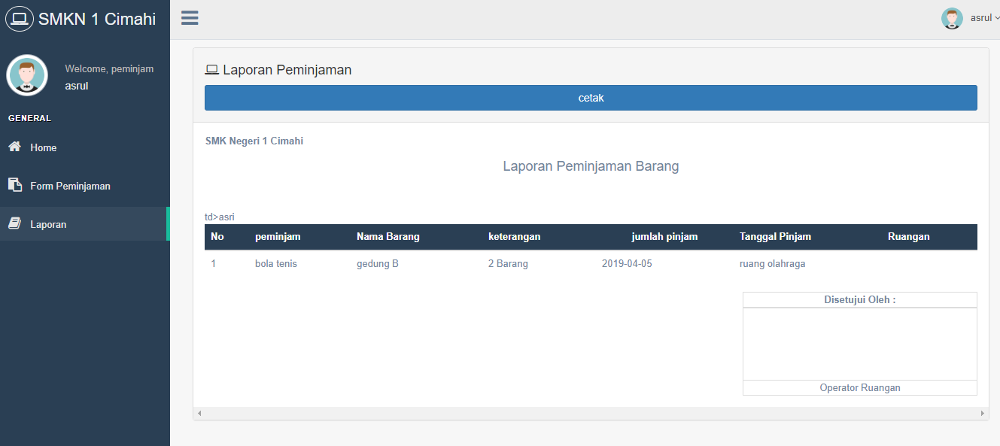 SMKN 1 Cimahi
asrul
Welcome, peminjam
asrul
GENERAL
Home
Form Peminjaman
Laporan
Laporan Peminjaman
cetak
SMK Negeri 1 Cimahi
Laporan Peminjaman Barang
td>asri
No peminjam Nama Barang keterangan jumlah pinjam Tanggal Pinjam Ruangan
1 bola tenis gedung B 2 Barang 2019-04-05 ruang olahraga
Disetujui Oleh :
Operator Ruangan